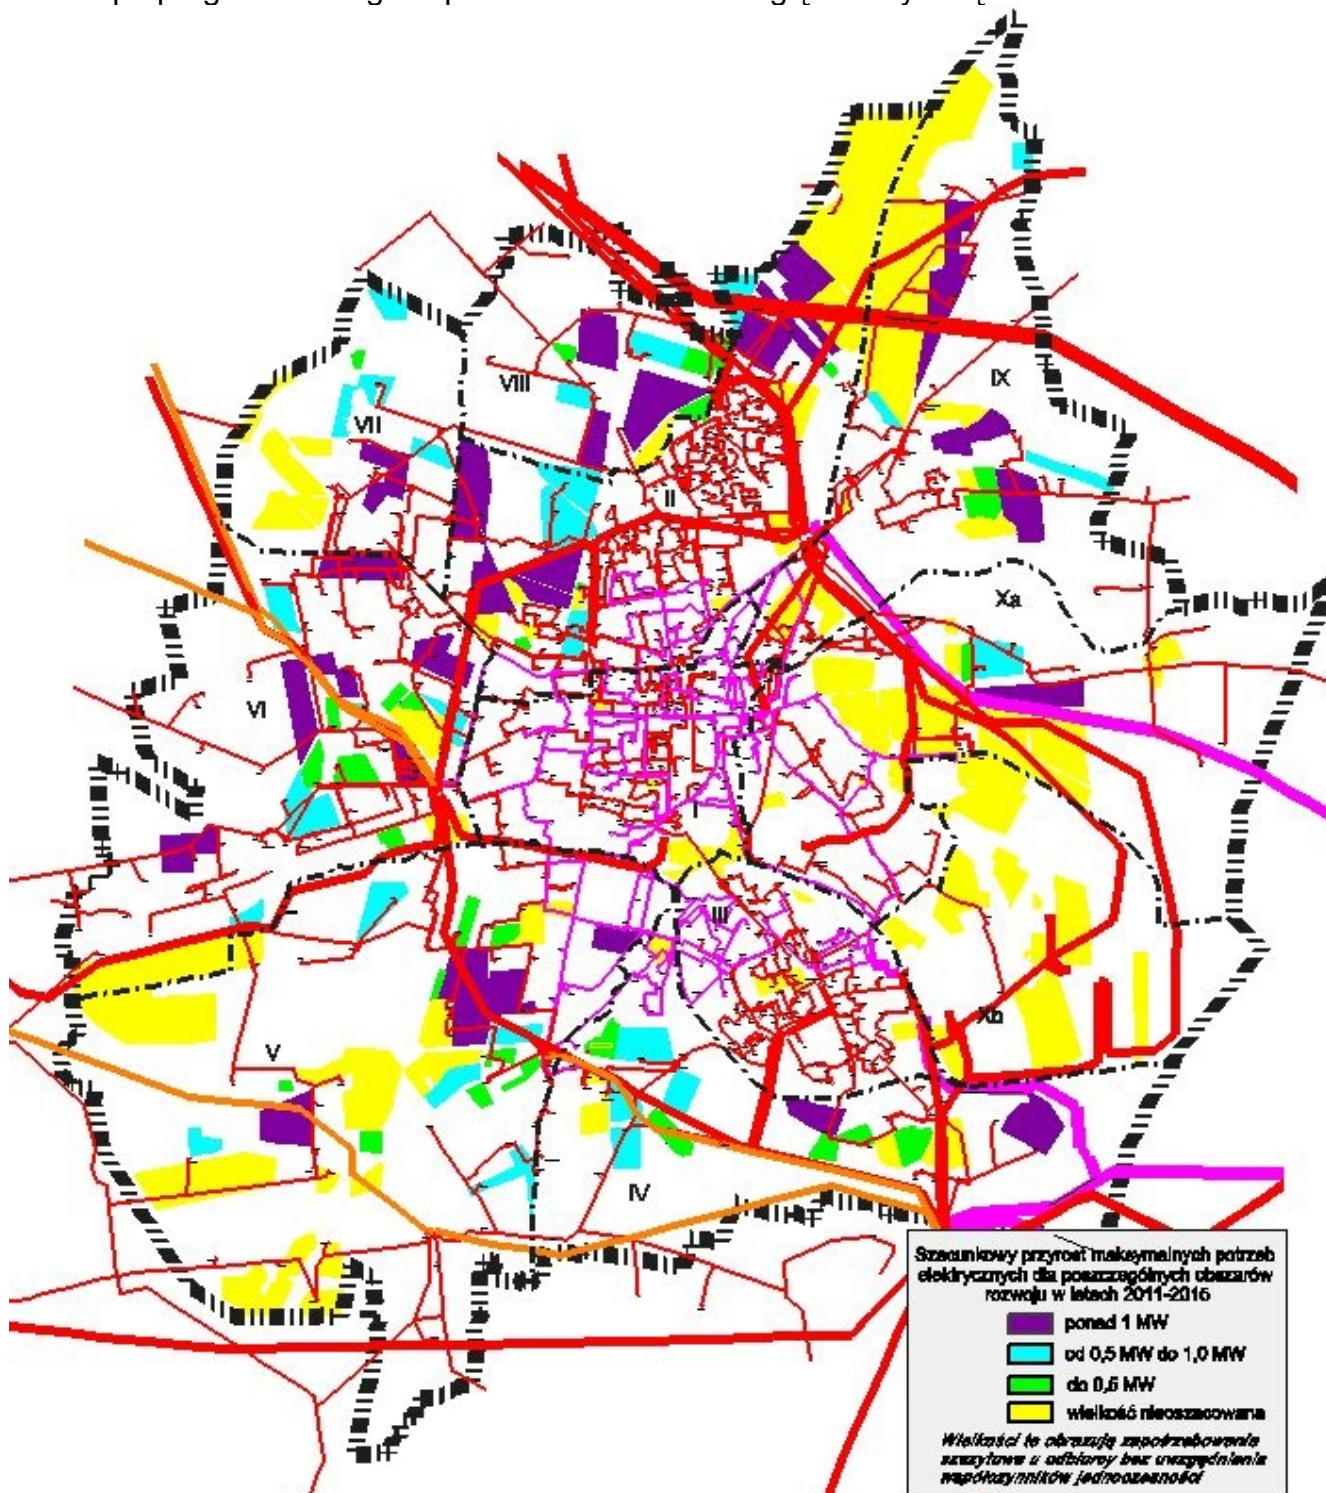 VIII
IX
VII
II
Xa
VI
I
III
Xb
V
IV
Szacunkowy przyrost maksymalnych potrzeb
elektrycznych dla poszczególnych obszarów
rozwoju w latach 2011-2015
ponad 1 MW
od 0,5 MW do 1,0 MW
do 0,5 MW
wielkość nieoszacowana
Wielkości te obrazują zapotrzebowanie
szczytowe u odbiorcy bez uwzględnienia
współczynników jednoczesności